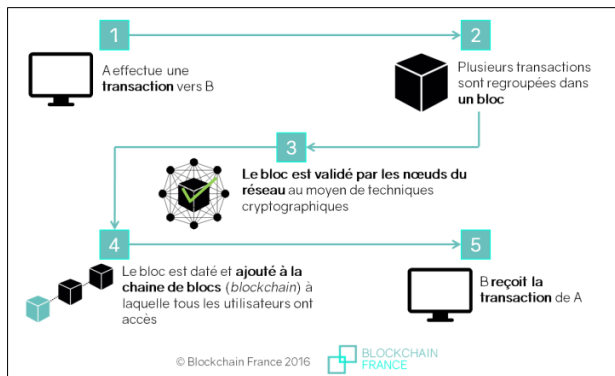 1
2
A effectue une
transaction vers B
Plusieurs transactions
sont regroupées dans
un bloc
3
Le bloc est validé par les nœuds du
réseau au moyen de techniques
cryptographiques
4
5
Le bloc est daté et ajouté à la
chaine de blocs (blockchain) à
laquelle tous les utilisateurs ont
accès
B reçoit la
transaction de A
© Blockchain France 2016
BLOCKCHAIN
FRANCE